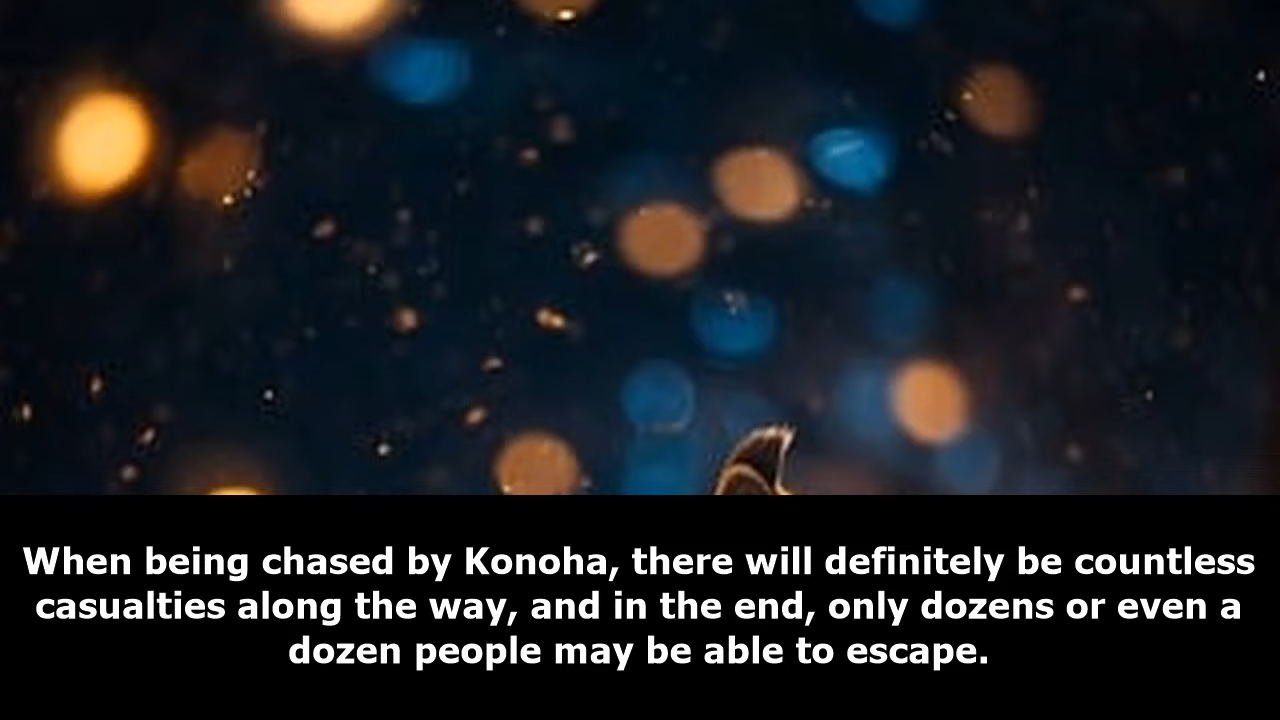 When being chased by Konoha, there will definitely be countless
casualties along the way, and in the end, only dozens or even a
dozen people may be able to escape.